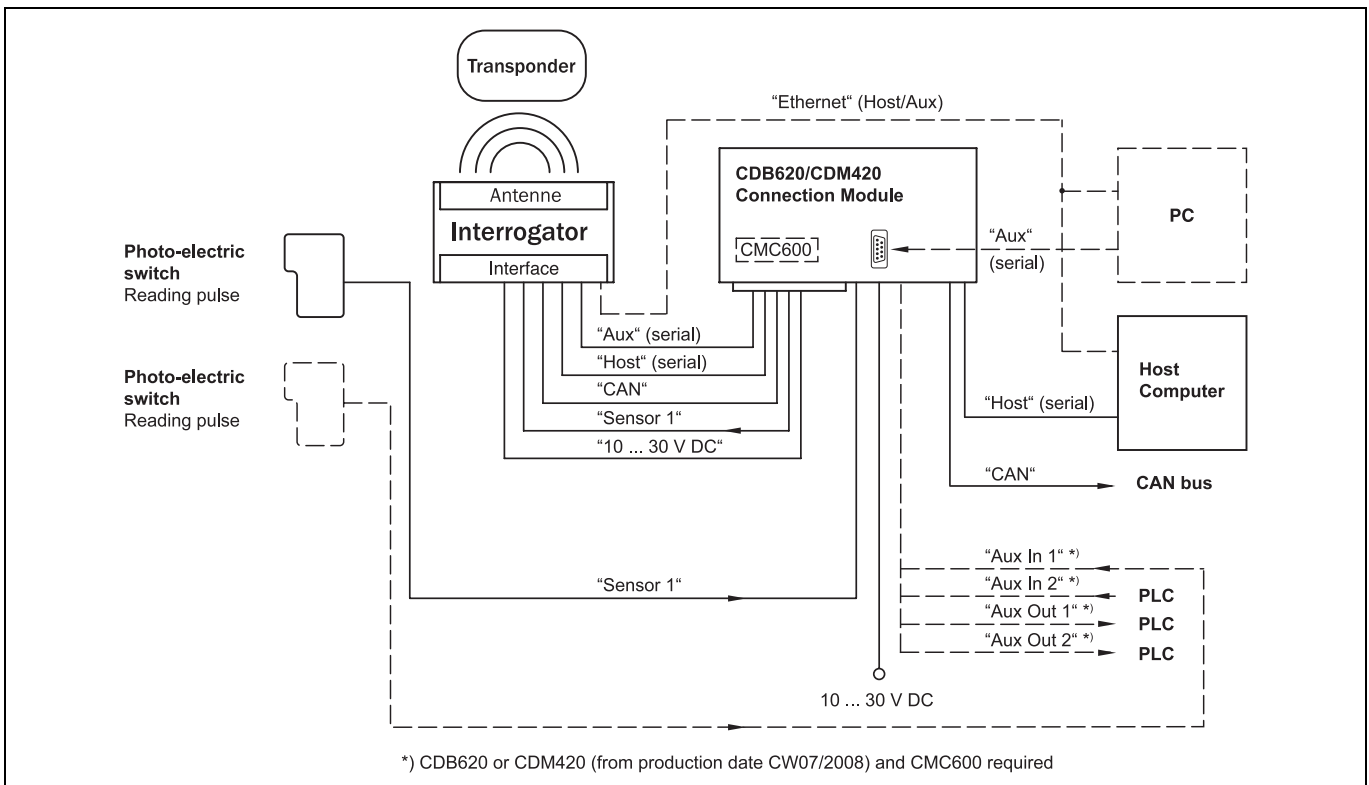 Transponder
“Ethernet“ (Host/Aux)
Antenne
Interrogator
Interface
CDB620/CDM420
Connection Module
CMC600
“Aux“
(serial)
PC
Photo-electric
switch
Reading pulse
Photo-electric
switch
Reading pulse
“Aux“ (serial)
“Host“ (serial)
“CAN“
“Sensor 1“
“10 ... 30 V DC“
Host
Computer
“Host“ (serial)
“CAN“
CAN bus
“Sensor 1“
“Aux In 1“ *)
“Aux In 2“ *)
PLC
“Aux Out 1“ *)
PLC
“Aux Out 2“ *)
PLC
10 ... 30 V DC
*) CDB620 or CDM420 (from production date CW07/2008) and CMC600 required